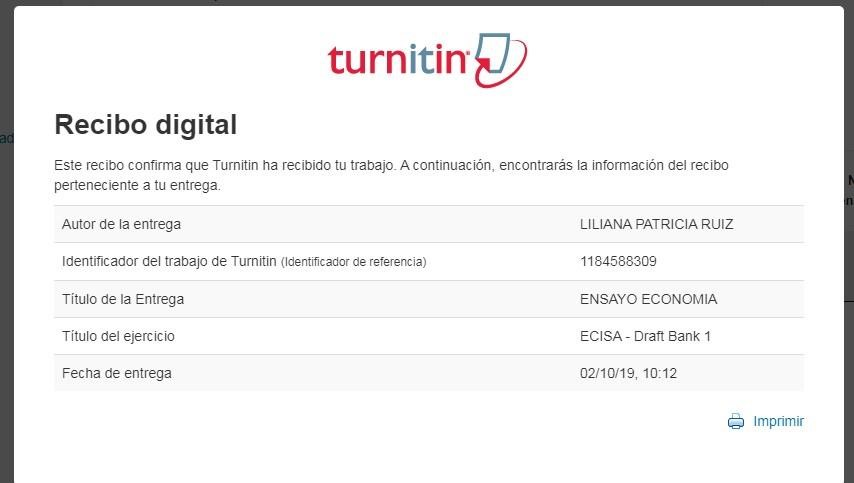 turnitin
Recibo digital
Este recibo confirma que Turnitin ha recibido tu trabajo. A continuación, encontrarás la información del recibo
perteneciente a tu entrega.
Autor de la entrega LILIANA PATRICIA RUIZ
Identificador del trabajo de Turnitin (Identificador de referencia) 1184588309
Título de la Entrega ENSAYO ECONOMIA
Título del ejercicio ECISA - Draft Bank 1
Fecha de entrega 02/10/19, 10:12
Imprimir
ad
N
en